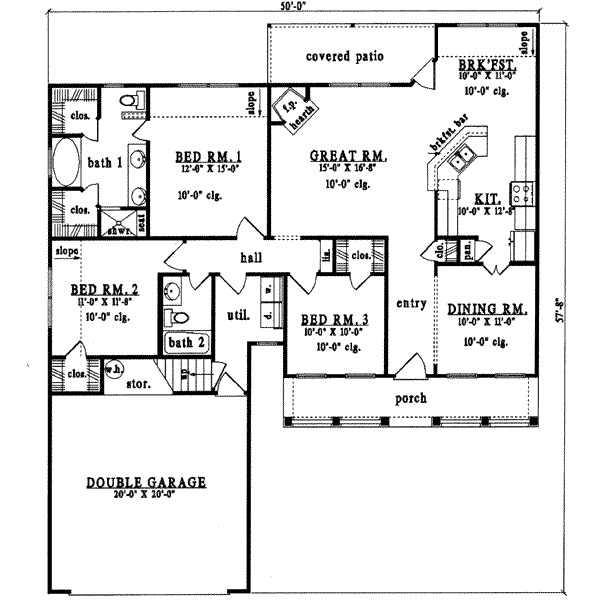 50'-0"
covered patio
slope
BRK'FST.
10'-0" X 11'-0"
10'-0" clg.
clos.
bath 1
clos.
shwr.
seat
slope
BED RM. 1
12'-0" X 15'-0"
10'-0" clg.
f.p.
hearth
GREAT RM.
15'-0" X 16'-8"
10'-0" clg.
brkfst. bar
KIT.
10'-0" X 12'-8"
slope
hall
lin.
clos.
clo.
pan.
BED RM. 2
11'-0" X 11'-8"
10'-0" clg.
bath 2
util.
w.
d.
BED RM. 3
10'-0" X 10'-0"
10'-0" clg.
entry
DINING RM.
10'-0" X 11'-0"
10'-0" clg.
57'-8"
clos.
w.h.
stor.
up
porch
DOUBLE GARAGE
20'-0" X 20'-0"